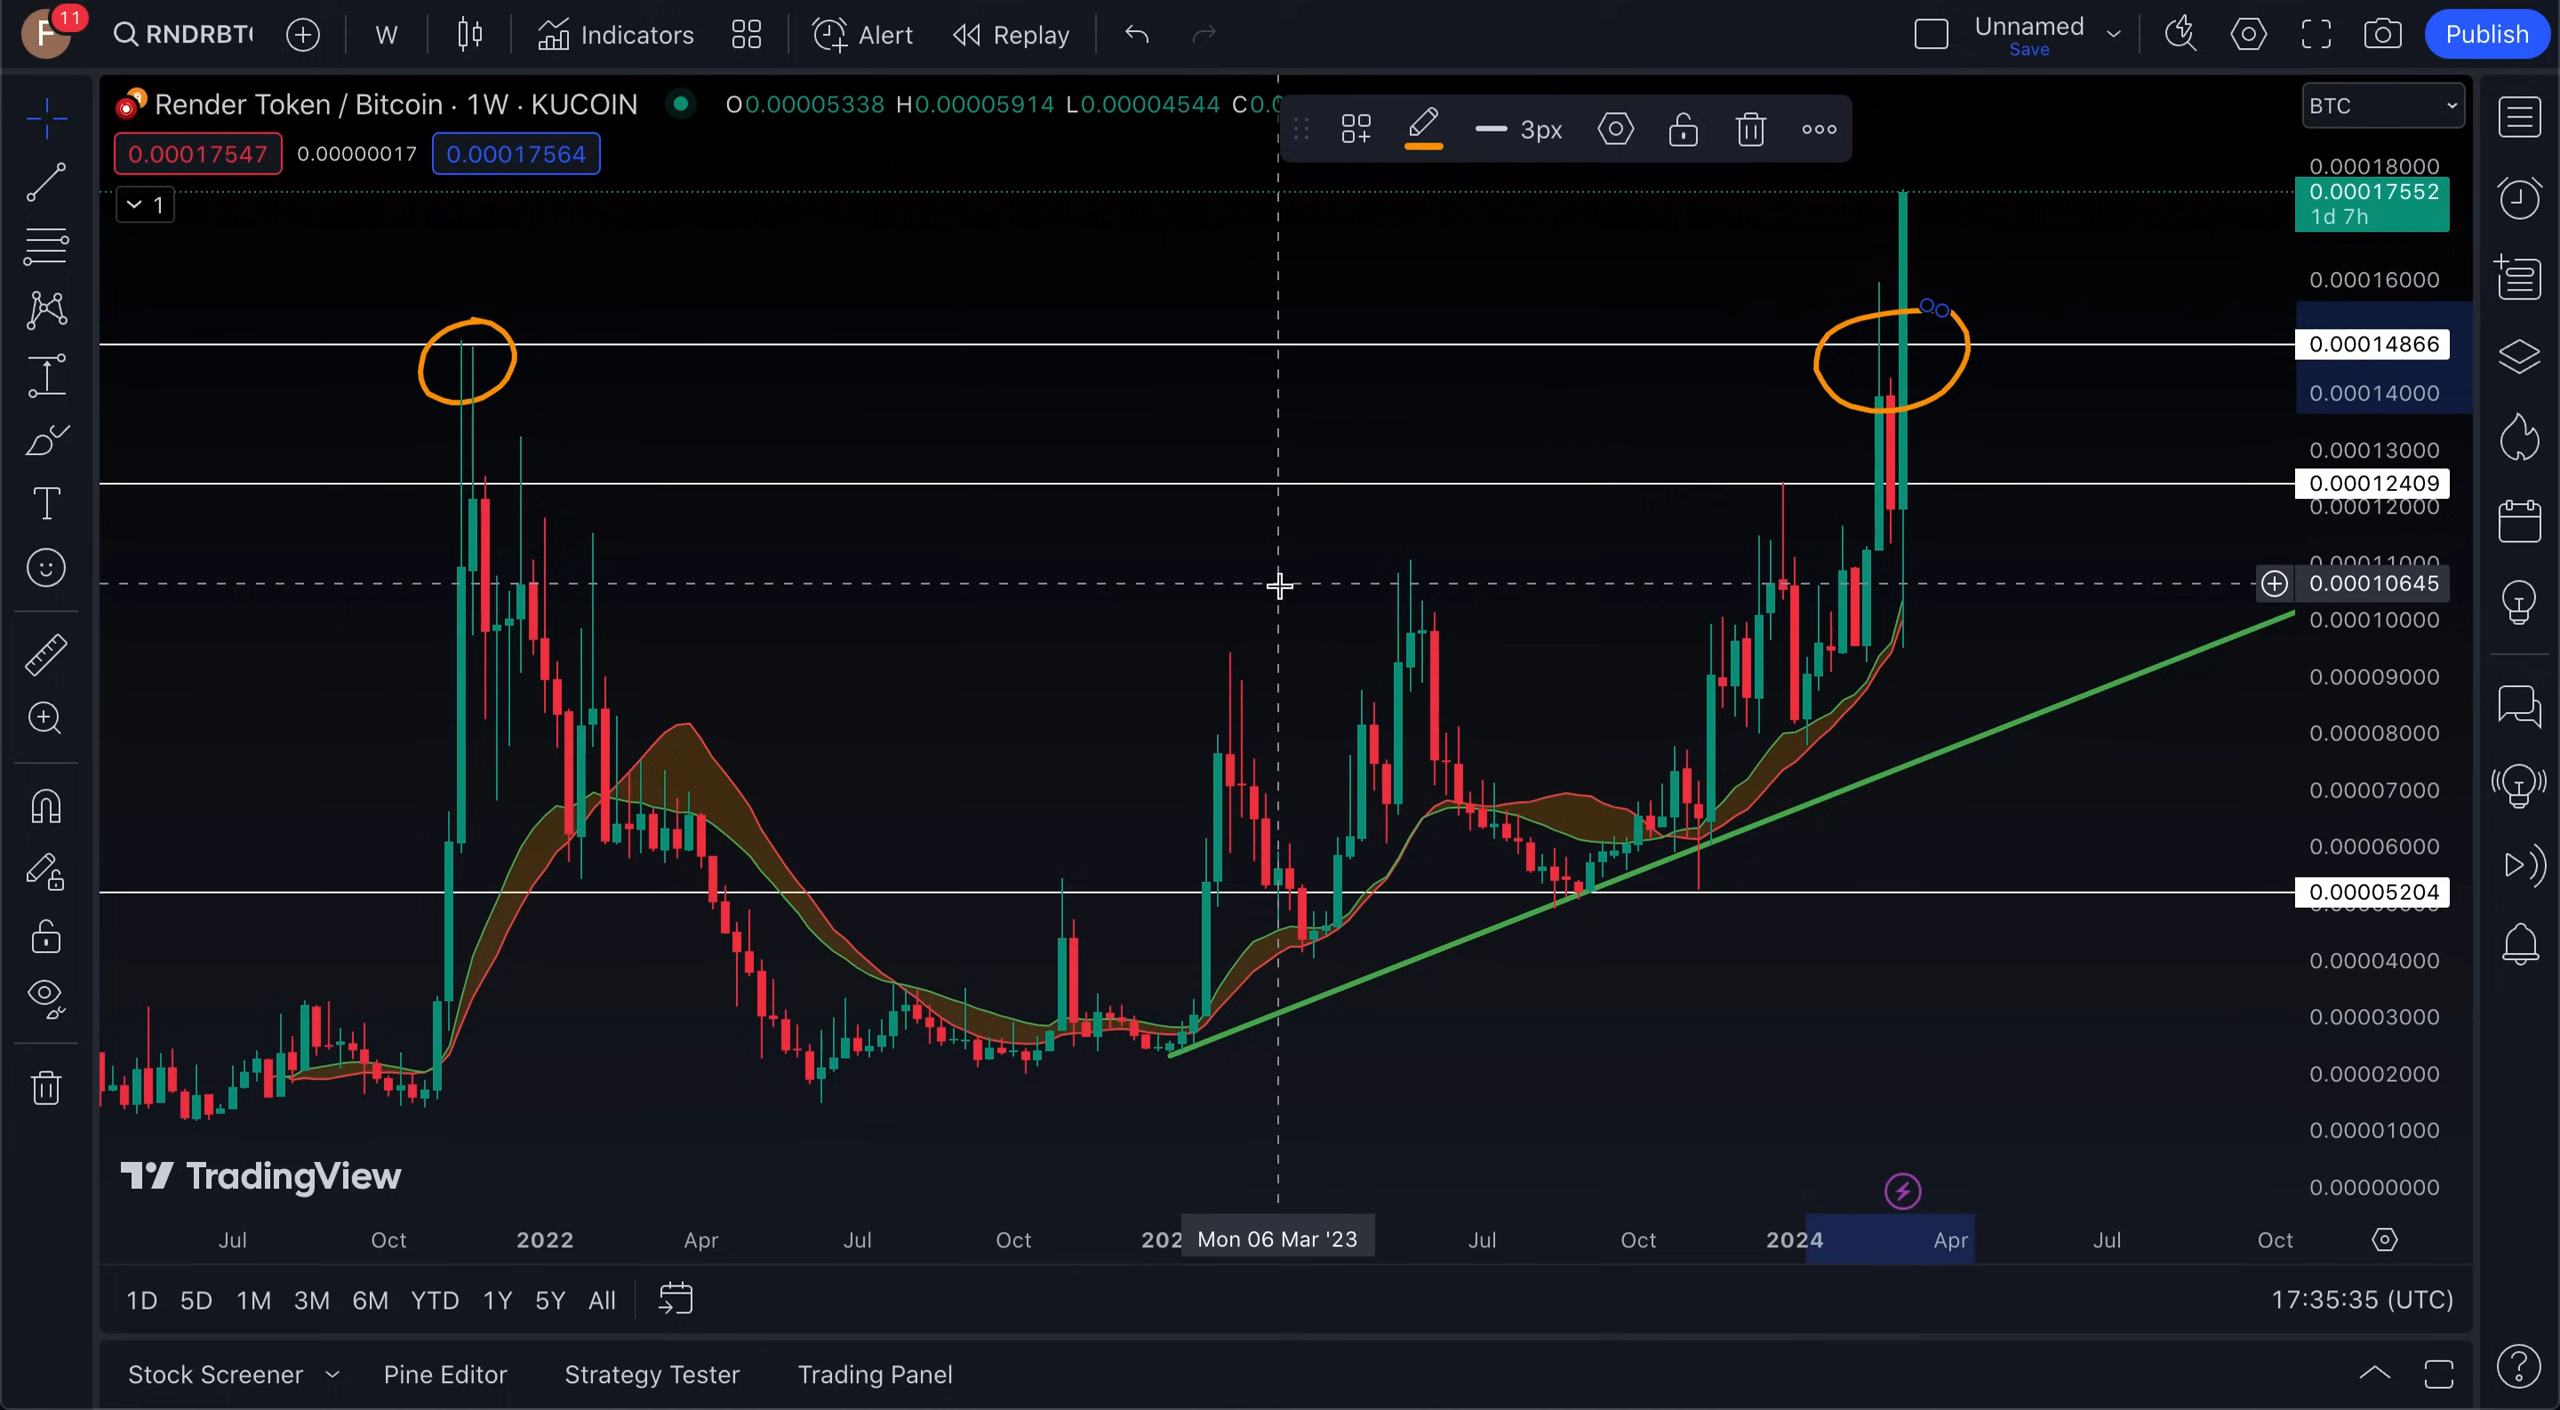 F
11
RNDRBT
W
Indicators
Alert
Replay
Unnamed
Save
Publish
Render Token / Bitcoin · 1W · KUCOIN
O0.00005338 H0.00005914 L0.00004544 C0.0
3px
BTC
0.00017547
0.00000017
0.00017564
1
0.00018000
0.00017552
1d 7h
0.00016000
0.00014866
0.00014000
0.00013000
0.00012409
0.00012000
0.00010645
0.00010000
0.00009000
0.00008000
0.00007000
0.00006000
0.00005204
0.00004000
0.00003000
0.00002000
0.00001000
0.00000000
TradingView
Jul
Oct
2022
Apr
Jul
Oct
202
Mon 06 Mar '23
Jul
Oct
2024
Apr
Jul
Oct
1D 5D 1M 3M 6M YTD 1Y 5Y All
17:35:35 (UTC)
Stock Screener
Pine Editor
Strategy Tester
Trading Panel